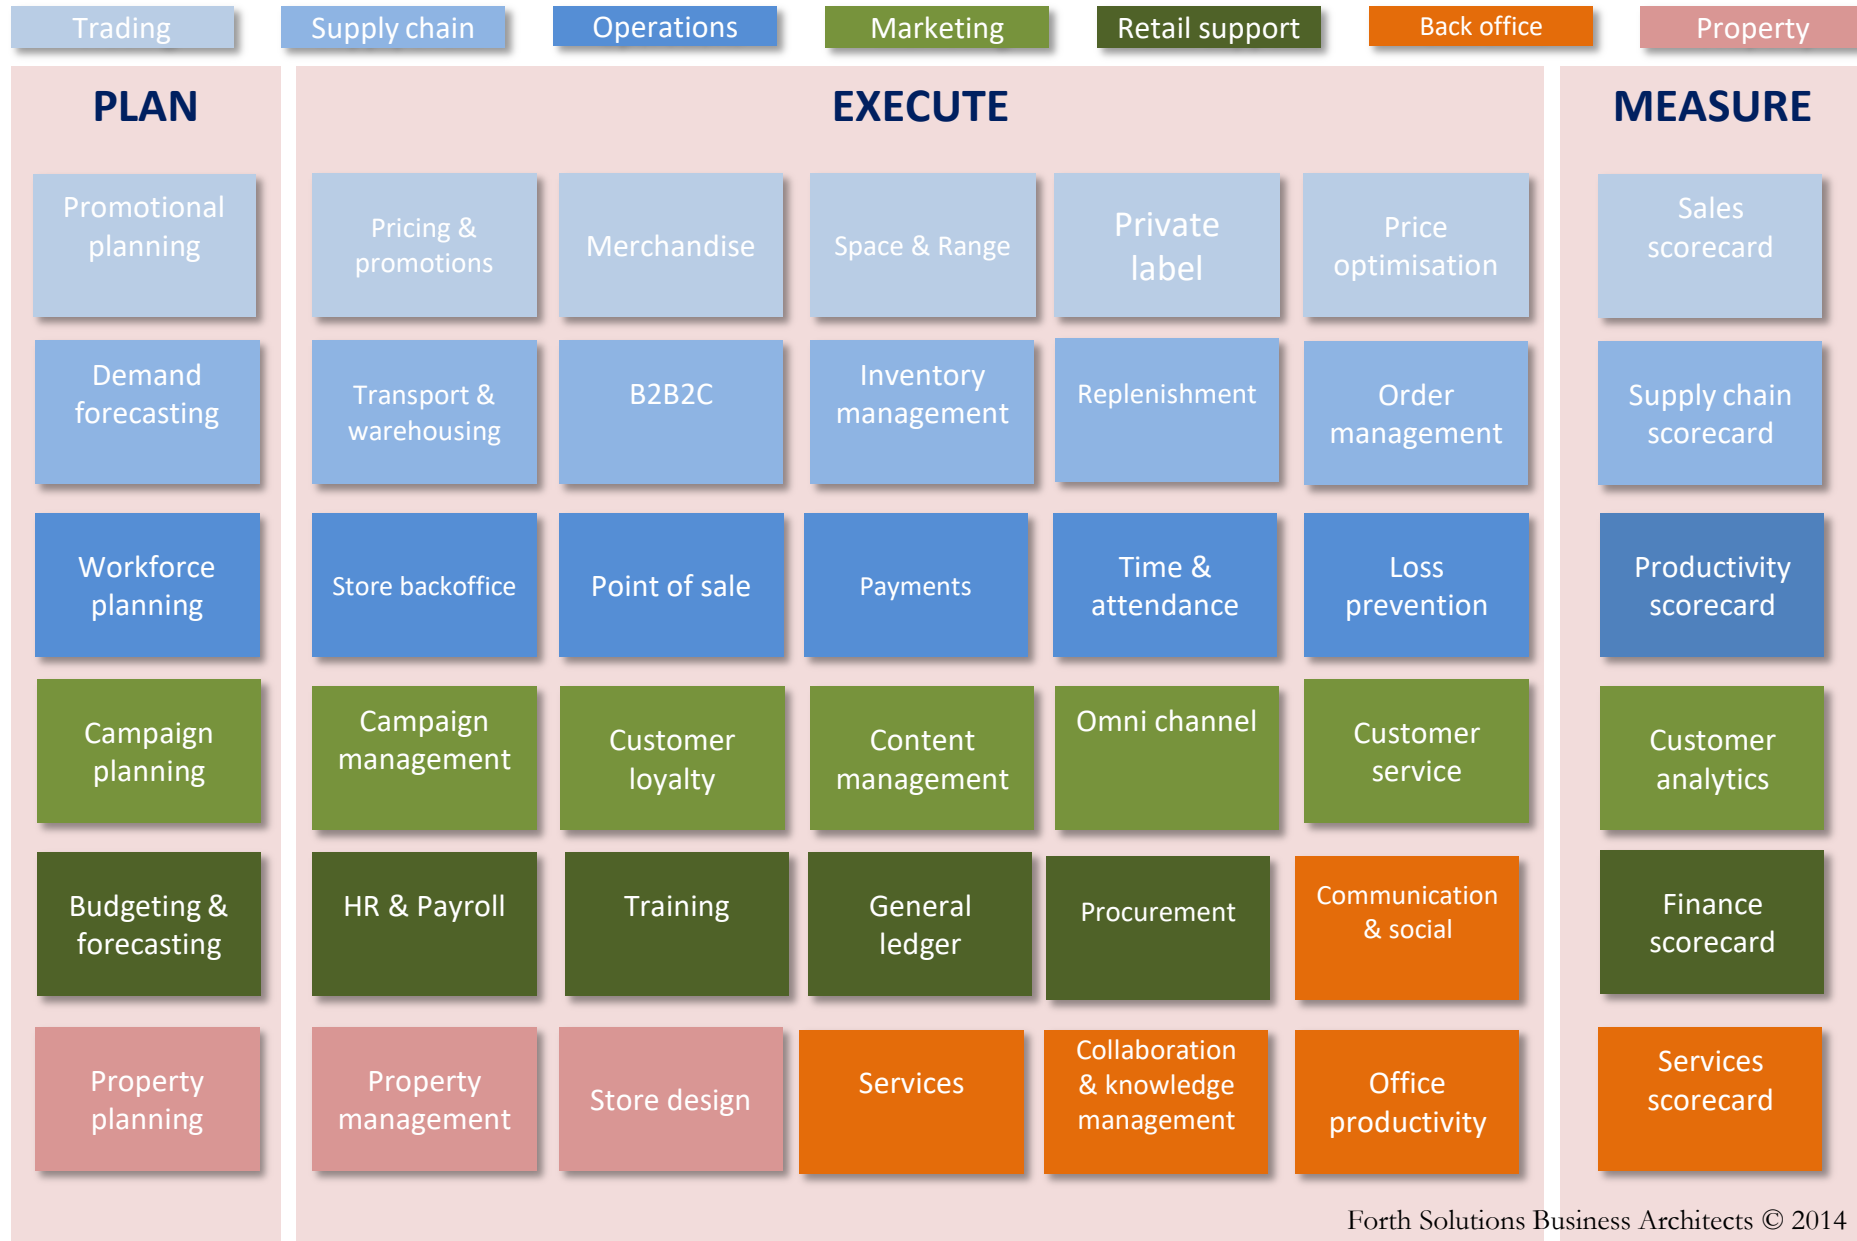 Trading
Supply chain
Operations
Marketing
Retail support
Back office
Property
PLAN
EXECUTE
MEASURE
Promotional
planning
Pricing &
promotions
Merchandise
Space & Range
Private
label
Price
optimisation
Sales
scorecard
Demand
forecasting
Transport &
warehousing
B2B2C
Inventory
management
Replenishment
Order
management
Supply chain
scorecard
Workforce
planning
Store backoffice
Point of sale
Payments
Time &
attendance
Loss
prevention
Productivity
scorecard
Campaign
planning
Campaign
management
Customer
loyalty
Content
management
Omni channel
Customer
service
Customer
analytics
Budgeting &
forecasting
HR & Payroll
Training
General
ledger
Procurement
Communication
& social
Finance
scorecard
Property
planning
Property
management
Store design
Services
Collaboration
& knowledge
management
Office
productivity
Services
scorecard
Forth Solutions Business Architects © 2014